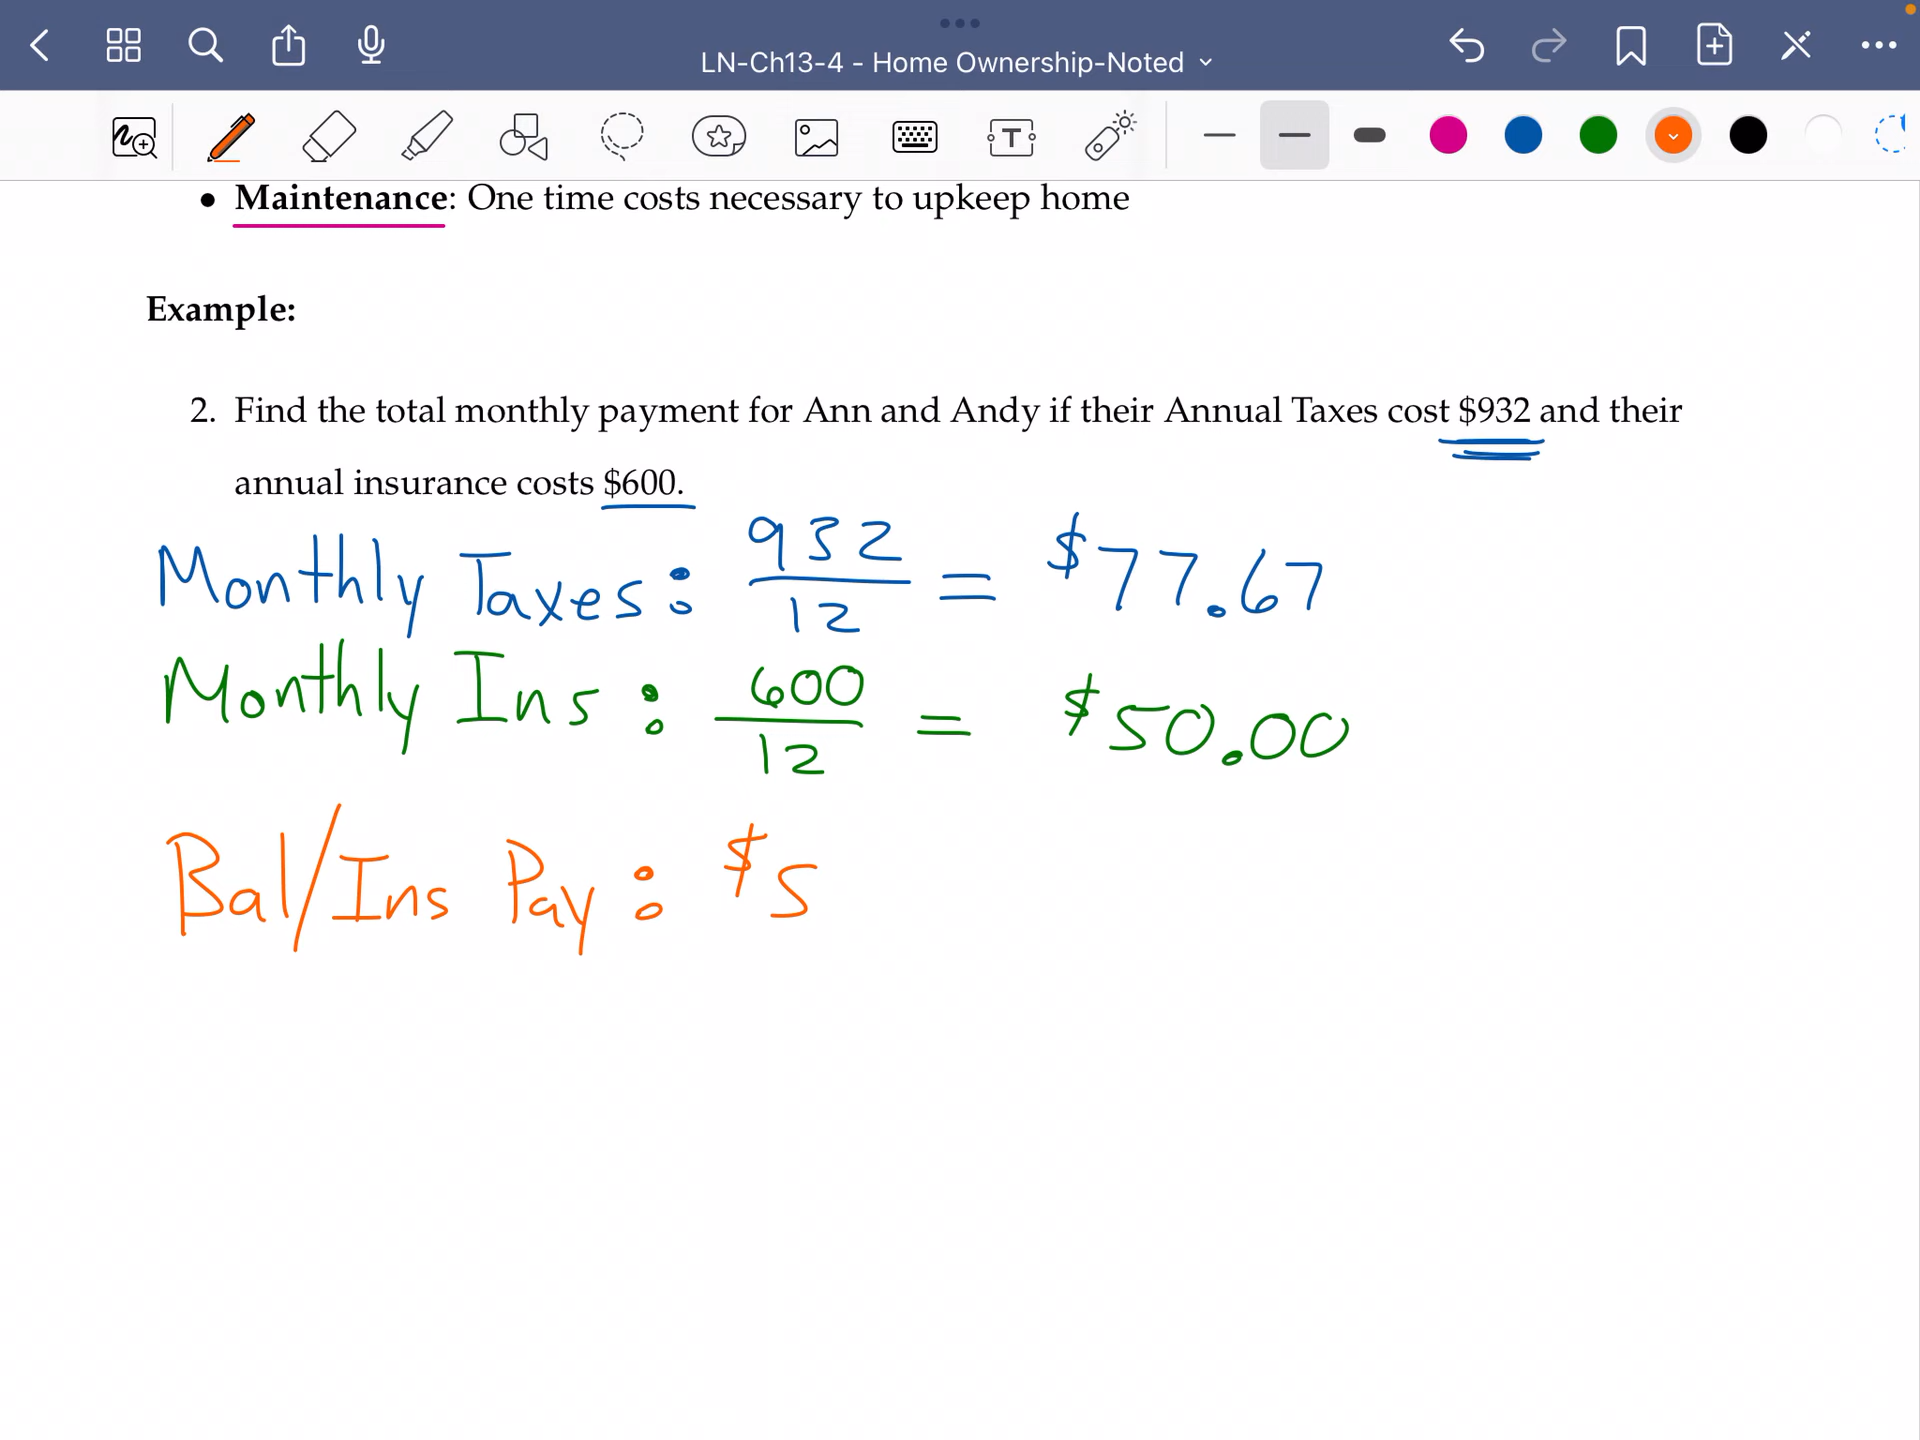 LN-Ch13-4 - Home Ownership-Noted
T
• Maintenance: One time costs necessary to upkeep home
Example:
2. Find the total monthly payment for Ann and Andy if their Annual Taxes cost $932 and their
annual insurance costs $600.
Monthly Taxes: 932/12 = $77.67
Monthly Ins: 600/12 = $50.00
Bal/Ins Pay: $5